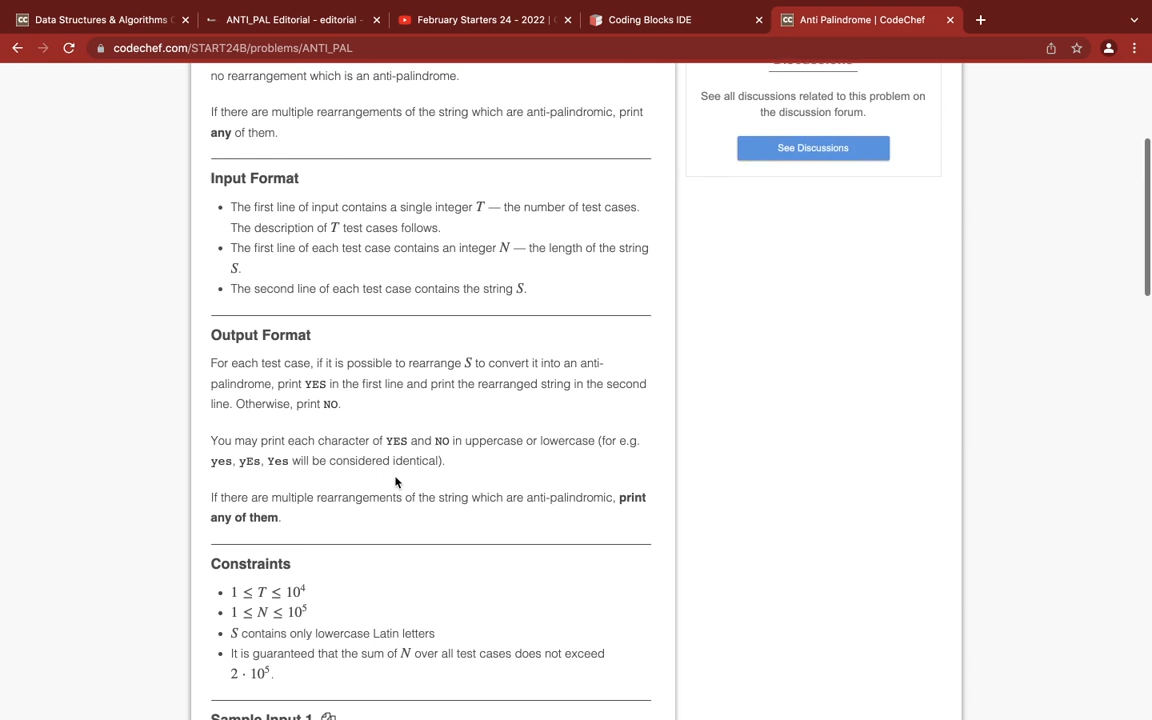 Data Structures & Algorithms
ANTI_PAL Editorial - editorial -
February Starters 24 - 2022 |
Coding Blocks IDE
Anti Palindrome | CodeChef
codechef.com/START24B/problems/ANTI_PAL
no rearrangement which is an anti-palindrome.
If there are multiple rearrangements of the string which are anti-palindromic, print
any of them.
Input Format
• The first line of input contains a single integer T — the number of test cases.
The description of T test cases follows.
• The first line of each test case contains an integer N — the length of the string
S.
• The second line of each test case contains the string S.
Output Format
For each test case, if it is possible to rearrange S to convert it into an anti-
palindrome, print YES in the first line and print the rearranged string in the second
line. Otherwise, print NO.
You may print each character of YES and NO in uppercase or lowercase (for e.g.
yes, yEs, Yes will be considered identical).
If there are multiple rearrangements of the string which are anti-palindromic, print
any of them.
Constraints
• 1 ≤ T ≤ 10⁴
• 1 ≤ N ≤ 10⁵
• S contains only lowercase Latin letters
• It is guaranteed that the sum of N over all test cases does not exceed
2 · 10⁵.
Sample Input 1
Discussions
See all discussions related to this problem on
the discussion forum.
See Discussions